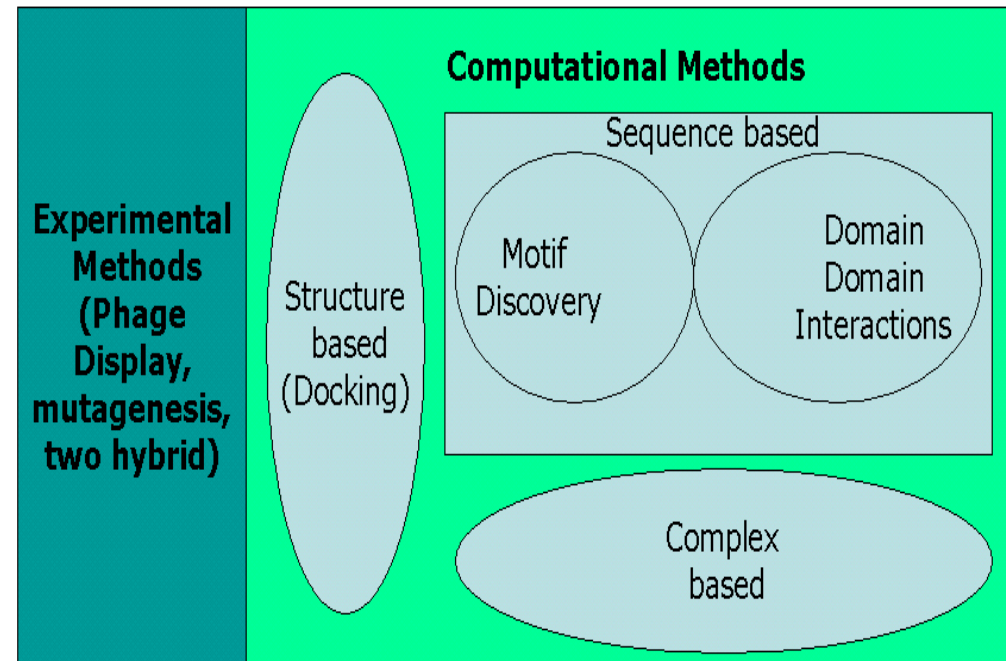 Experimental
Methods
(Phage
Display,
mutagenesis,
two hybrid)
Computational Methods
Structure
based
(Docking)
Sequence based
Motif
Discovery
Domain
Domain
Interactions
Complex
based